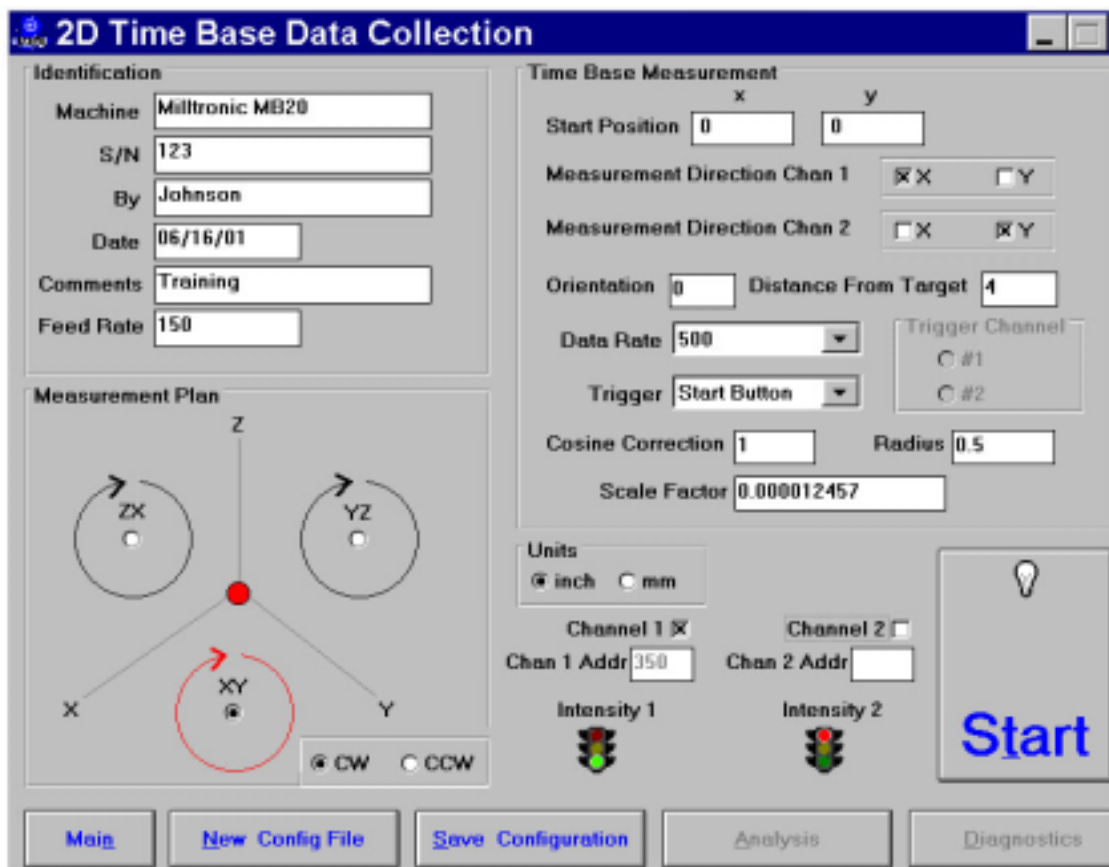 2D Time Base Data Collection
Identification
Machine Milltronic MB20
S/N 123
By Johnson
Date 06/16/01
Comments Training
Feed Rate 150
Measurement Plan
Z
ZX
YZ
X
XY
Y
CW CCW
Time Base Measurement
x y
Start Position 0 0
Measurement Direction Chan 1 X Y
Measurement Direction Chan 2 X Y
Orientation 0 Distance From Target 4
Data Rate 500
Trigger Channel
#1
Trigger Start Button
#2
Cosine Correction 1 Radius 0.5
Scale Factor 0.000012457
Units
inch mm
Channel 1 Channel 2
Chan 1 Addr 350 Chan 2 Addr
Intensity 1 Intensity 2
Start
Main New Config File Save Configuration Analysis Diagnostics